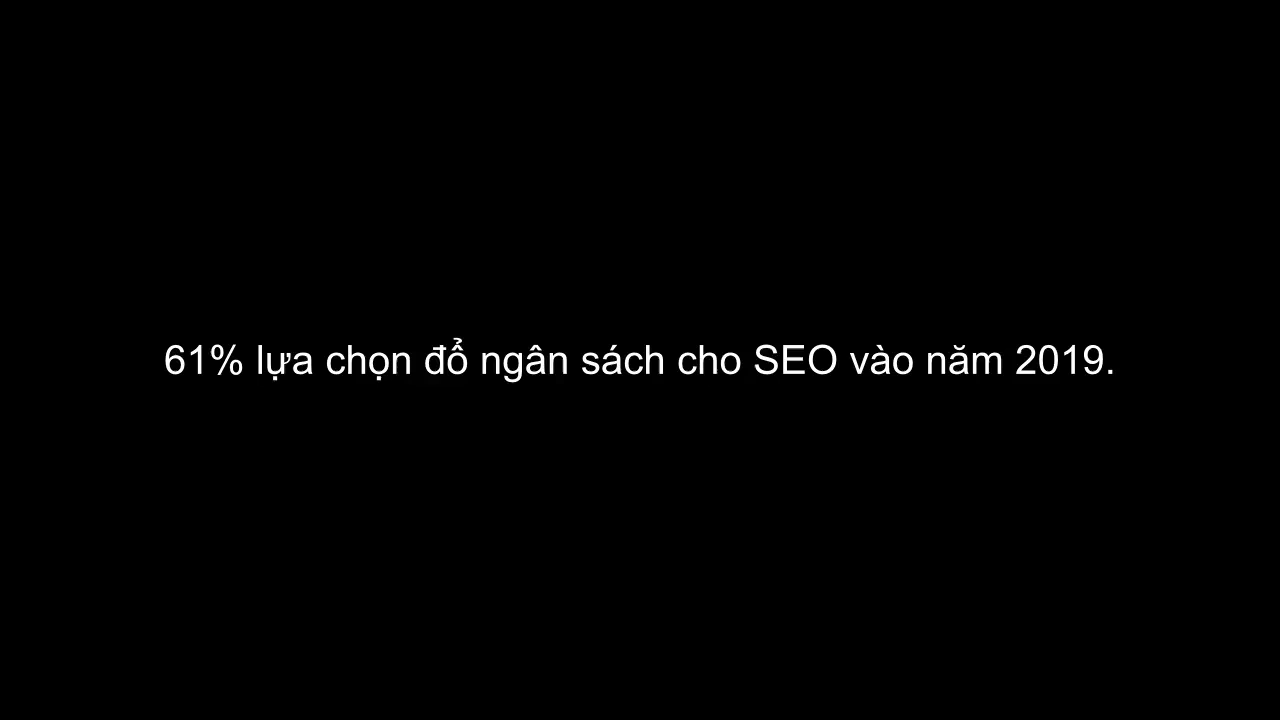 61% lựa chọn đổ ngân sách cho SEO vào năm 2019.